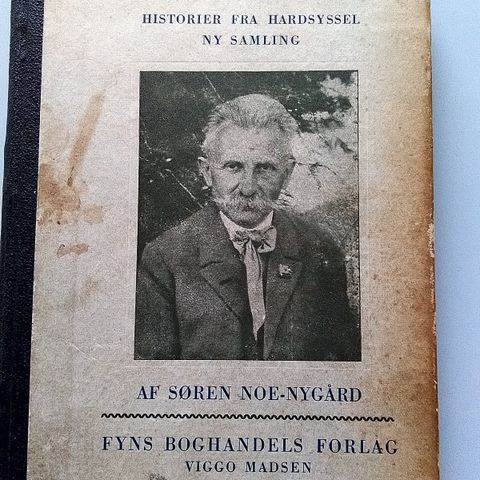 HISTORIER FRA HARDSYSSEL
NY SAMLING
AF SØREN NOE-NYGÅRD
FYNS BOGHANDELS FORLAG
VIGGO MADSEN